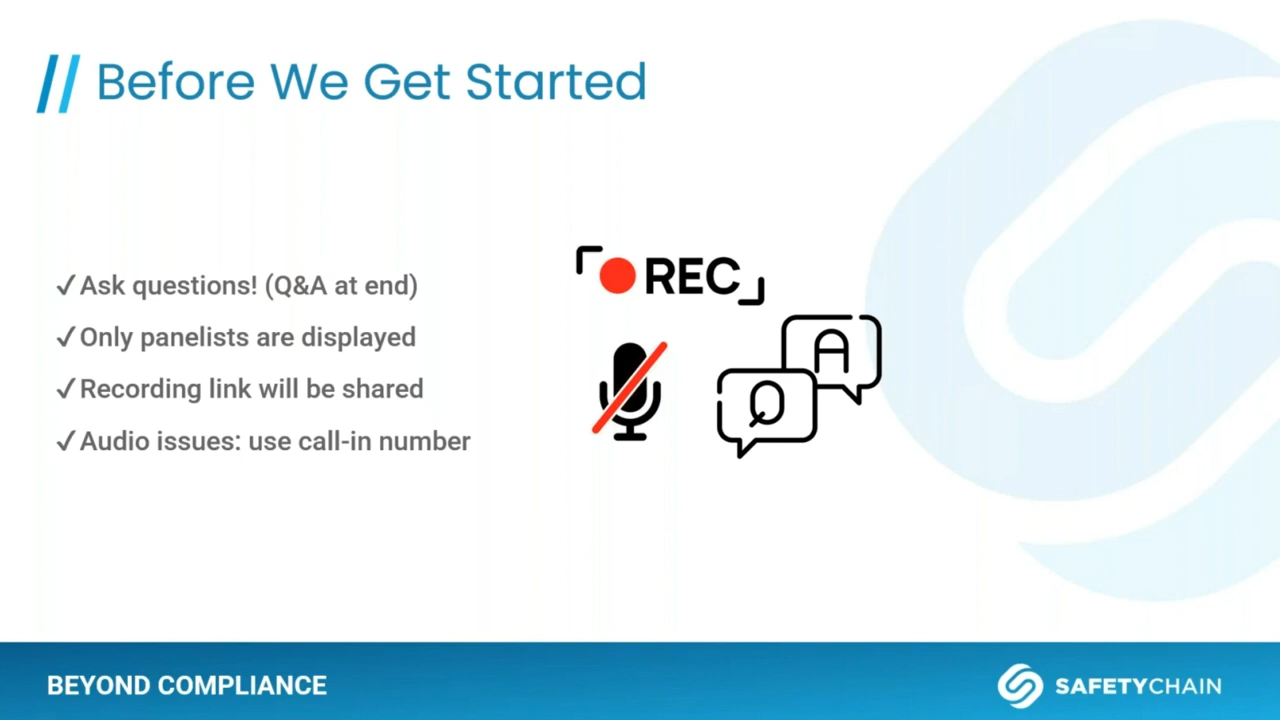 // Before We Get Started
✓Ask questions! (Q&A at end)
✓Only panelists are displayed
✓Recording link will be shared
✓Audio issues: use call-in number
REC
A
Q
BEYOND COMPLIANCE
SAFETYCHAIN